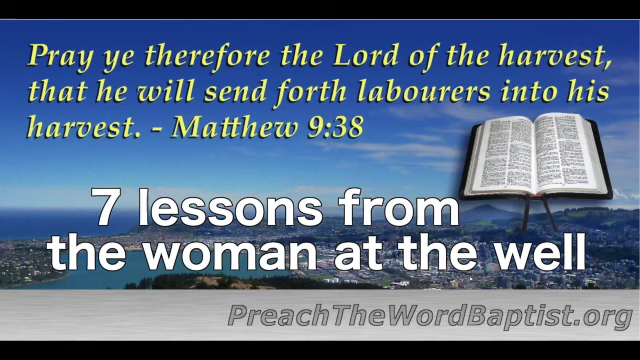 Pray ye therefore the Lord of the harvest,
that he will send forth labourers into his
harvest. - Matthew 9:38
7 lessons from
the woman at the well
PreachTheWordBaptist.org